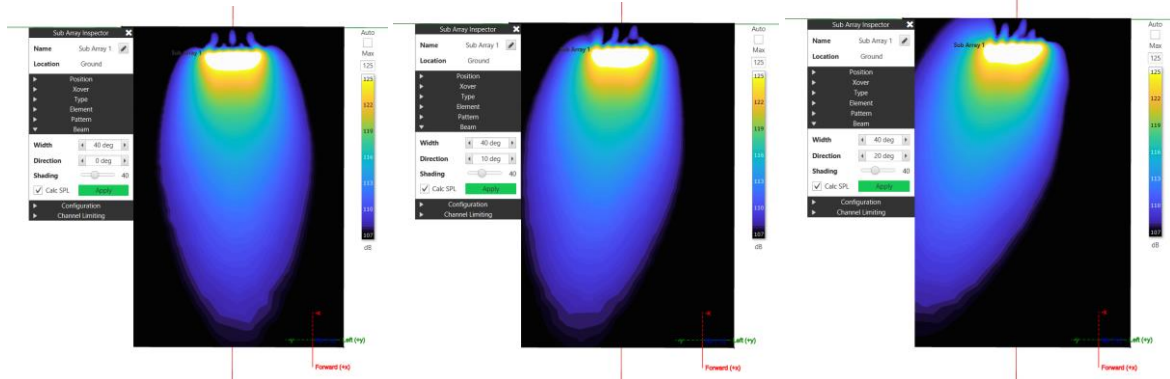 Sub Array Inspector
Name Sub Array 1
Location Ground
Position
Xover
Type
Element
Pattern
Beam
Width 40 deg
Direction 0 deg
Shading 40
Calc SPL Apply
Configuration
Channel Limiting
Sub Array 1
Auto
Max
125
125
122
119
116
113
110
107
dB
+y Left (+y)
Forward (+x)
Sub Array Inspector
Name Sub Array 1
Location Ground
Position
Xover
Type
Element
Pattern
Beam
Width 40 deg
Direction 10 deg
Shading 40
Calc SPL Apply
Configuration
Channel Limiting
Sub Array 1
Auto
Max
125
125
122
119
116
113
110
107
dB
Left (+y)
Forward (+x)
Sub Array Inspector
Name Sub Array 1
Location Ground
Position
Xover
Type
Element
Pattern
Beam
Width 40 deg
Direction 20 deg
Shading 40
Calc SPL Apply
Configuration
Channel Limiting
Sub Array 1
Auto
Max
125
125
122
119
116
113
110
107
dB
Left (+y)
Forward (+x)